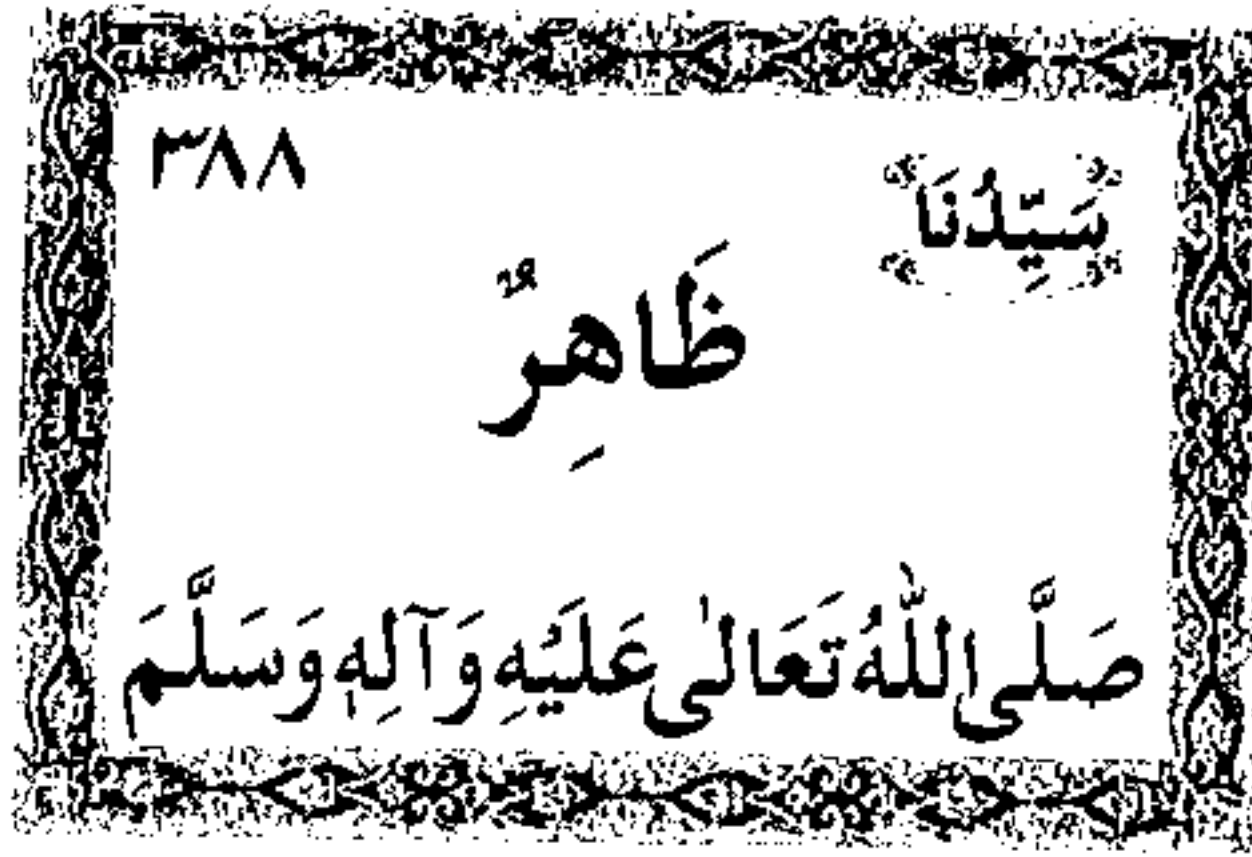 ٣٨٨
سَيِّدُنَا
ظَاهِرٌ
صَلَّى اللّٰهُ تَعَالٰى عَلَيْهِ وَآلِهٖ وَسَلَّمَ